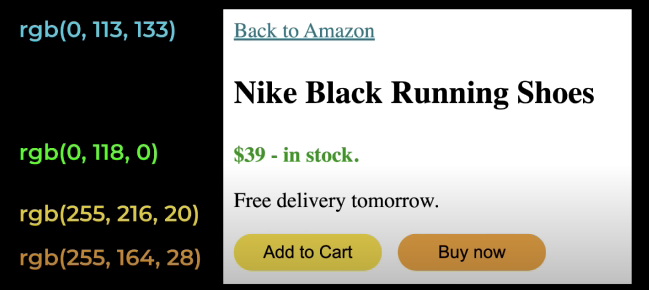 rgb(0, 113, 133)
Back to Amazon
Nike Black Running Shoes
rgb(0, 118, 0)
$39 - in stock.
Free delivery tomorrow.
rgb(255, 216, 20)
Add to Cart
Buy now
rgb(255, 164, 28)